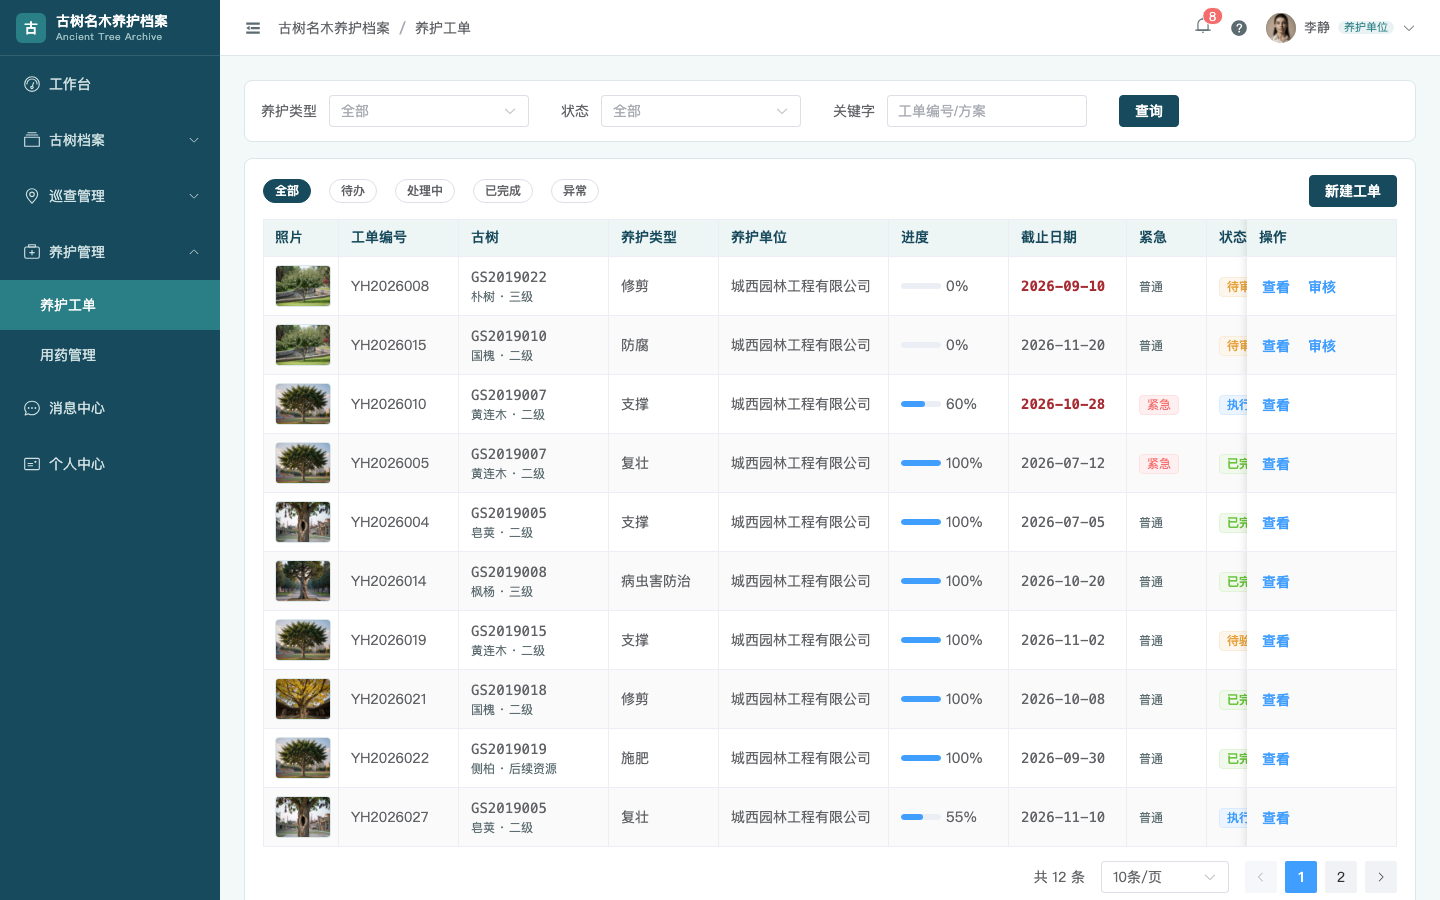 古
古树名木养护档案
Ancient Tree Archive
工作台
古树档案
巡查管理
养护管理
养护工单
用药管理
消息中心
个人中心
古树名木养护档案 / 养护工单
8
?
李静 养护单位
养护类型 全部 状态 全部 关键字 工单编号/方案 查询
全部 待办 处理中 已完成 异常 新建工单
照片 工单编号 古树 养护类型 养护单位 进度 截止日期 紧急 状态 操作
YH2026008 GS2019022 修剪 城西园林工程有限公司 0% 2026-09-10 普通 待审 查看 审核
朴树 · 三级
YH2026015 GS2019010 防腐 城西园林工程有限公司 0% 2026-11-20 普通 待审 查看 审核
国槐 · 二级
YH2026010 GS2019007 支撑 城西园林工程有限公司 60% 2026-10-28 紧急 执行 查看
黄连木 · 二级
YH2026005 GS2019007 复壮 城西园林工程有限公司 100% 2026-07-12 紧急 已完 查看
黄连木 · 二级
YH2026004 GS2019005 支撑 城西园林工程有限公司 100% 2026-07-05 普通 已完 查看
皂荚 · 二级
YH2026014 GS2019008 病虫害防治 城西园林工程有限公司 100% 2026-10-20 普通 已完 查看
枫杨 · 三级
YH2026019 GS2019015 支撑 城西园林工程有限公司 100% 2026-11-02 普通 待验 查看
黄连木 · 二级
YH2026021 GS2019018 修剪 城西园林工程有限公司 100% 2026-10-08 普通 已完 查看
国槐 · 二级
YH2026022 GS2019019 施肥 城西园林工程有限公司 100% 2026-09-30 普通 已完 查看
侧柏 · 后续资源
YH2026027 GS2019005 复壮 城西园林工程有限公司 55% 2026-11-10 普通 执行 查看
皂荚 · 二级
共 12 条 10条/页 1 2